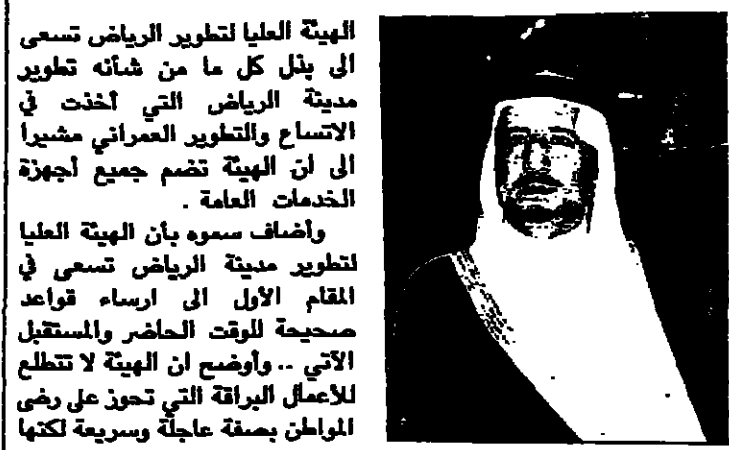 الهيئة العليا لتطوير الرياض تسعى
الى بذل كل ما من شأنه تطوير
مدينة الرياض التي أخذت في
الاتساع والتطوير العمراني مشيرا
الى ان الهيئة تضم جميع أجهزة
الخدمات العامة .
وأضاف سموه بأن الهيئة العليا
لتطوير مدينة الرياض تسعى في
المقام الأول الى ارساء قواعد
صحيحة للوقت الحاضر والمستقبل
الآتي .. وأوضح ان الهيئة لا تتطلع
للأعمال البراقة التي تحوز على رضى
المواطن بصفة عاجلة وسريعة لكنها